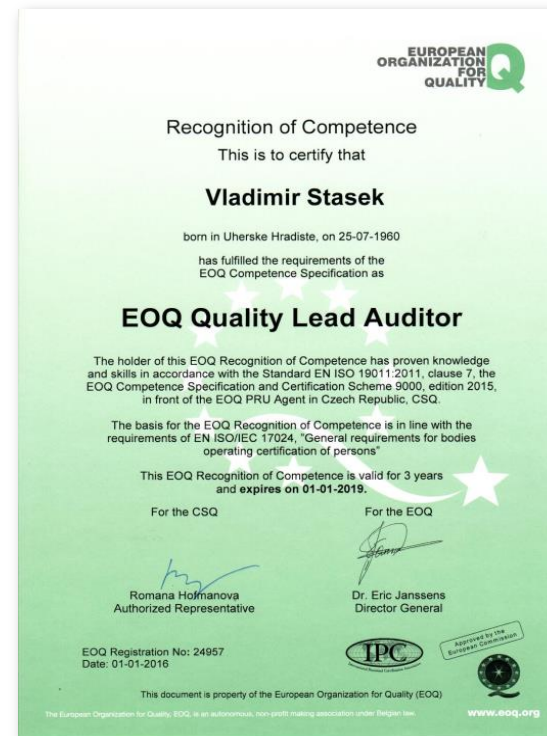 EUROPEAN
ORGANIZATION
FOR
QUALITY
Recognition of Competence
This is to certify that
Vladimir Stasek
born in Uherske Hradiste, on 25-07-1960
has fulfilled the requirements of the
EOQ Competence Specification as
EOQ Quality Lead Auditor
The holder of this EOQ Recognition of Competence has proven knowledge
and skills in accordance with the Standard EN ISO 19011:2011, clause 7, the
EOQ Competence Specification and Certification Scheme 9000, edition 2015,
in front of the EOQ PRU Agent in Czech Republic, CSQ.
The basis for the EOQ Recognition of Competence is in line with the
requirements of EN ISO/IEC 17024, "General requirements for bodies
operating certification of persons"
This EOQ Recognition of Competence is valid for 3 years
and expires on 01-01-2019.
For the CSQ For the EOQ
Romana Hofmanova Dr. Eric Janssens
Authorized Representative Director General
EOQ Registration No: 24957
Date: 01-01-2016
IPC
Approved by the
European Commission
This document is property of the European Organization for Quality (EOQ)
The European Organization for Quality, EOQ, is an autonomous, non-profit making association under Belgian law. www.eoq.org